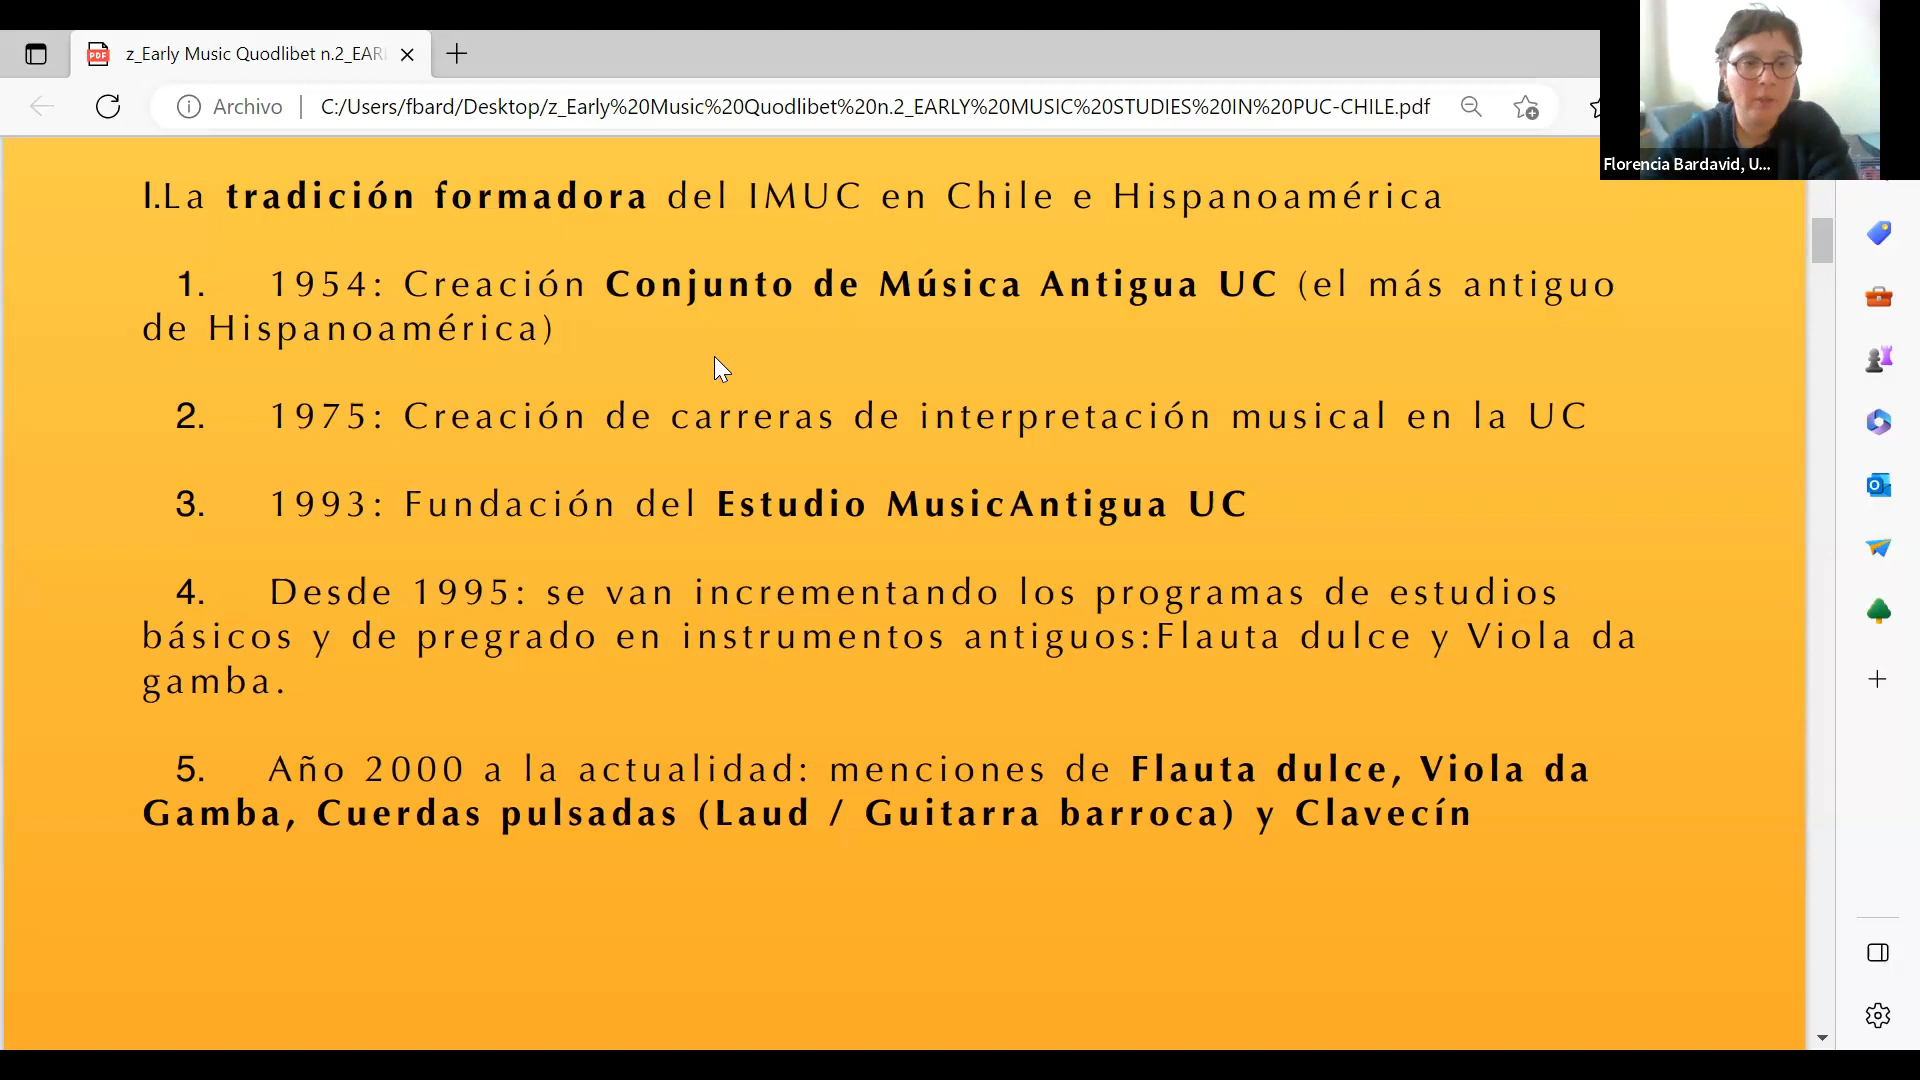 z_Early Music Quodlibet n.2_EARI
Archivo
C:/Users/fbard/Desktop/z_Early%20Music%20Quodlibet%20n.2_EARLY%20MUSIC%20STUDIES%20IN%20PUC-CHILE.pdf
Florencia Bardavid, U...
I.La tradición formadora del IMUC en Chile e Hispanoamérica
1. 1954: Creación Conjunto de Música Antigua UC (el más antiguo
de Hispanoamérica)
2. 1975: Creación de carreras de interpretación musical en la UC
3. 1993: Fundación del Estudio MusicAntigua UC
4. Desde 1995: se van incrementando los programas de estudios
básicos y de pregrado en instrumentos antiguos:Flauta dulce y Viola da
gamba.
5. Año 2000 a la actualidad: menciones de Flauta dulce, Viola da
Gamba, Cuerdas pulsadas (Laud / Guitarra barroca) y Clavecín